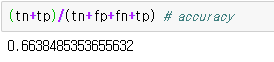 (tn+tp)/(tn+fp+fn+tp) # accuracy
0.6638485353655632